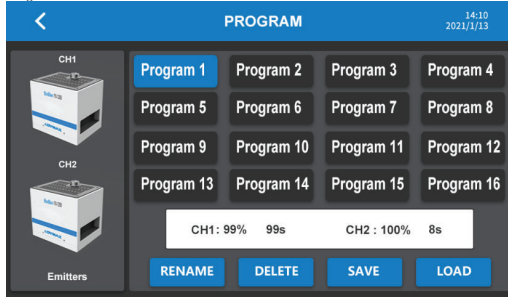 PROGRAM
14:10
2021/1/13
CH1
CH2
Emitters
Program 1 Program 2 Program 3 Program 4
Program 5 Program 6 Program 7 Program 8
Program 9 Program 10 Program 11 Program 12
Program 13 Program 14 Program 15 Program 16
CH1: 99% 99s CH2 : 100% 8s
RENAME DELETE SAVE LOAD